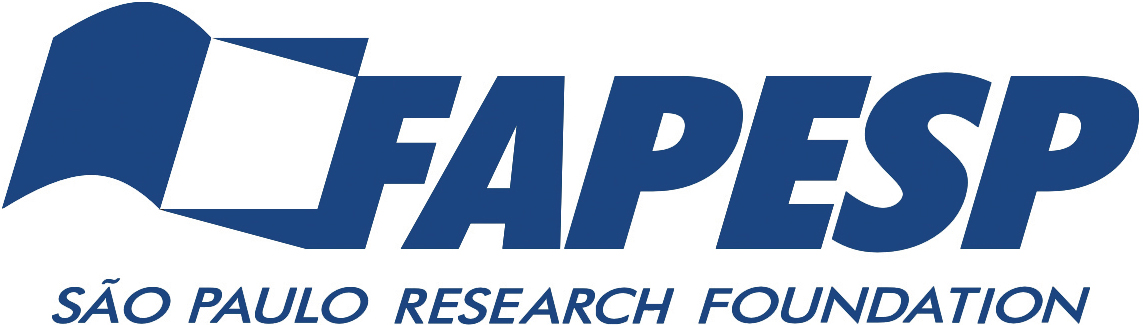 FAPESP
SÃO PAULO RESEARCH FOUNDATION